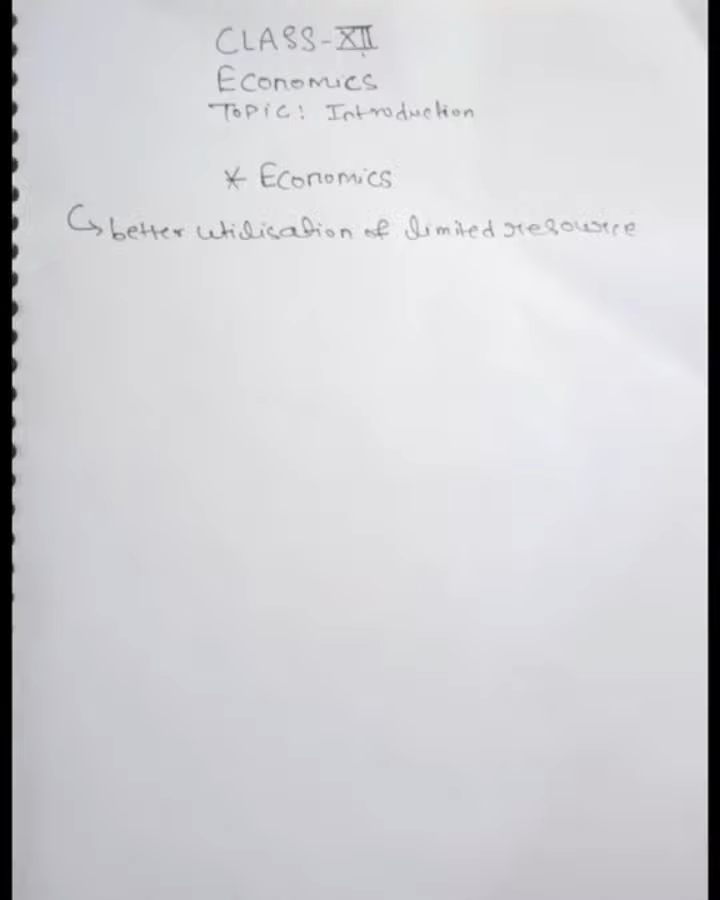 CLASS-XII
Economics
Topic: Introduction
* Economics
↳ better utilisation of limited resource